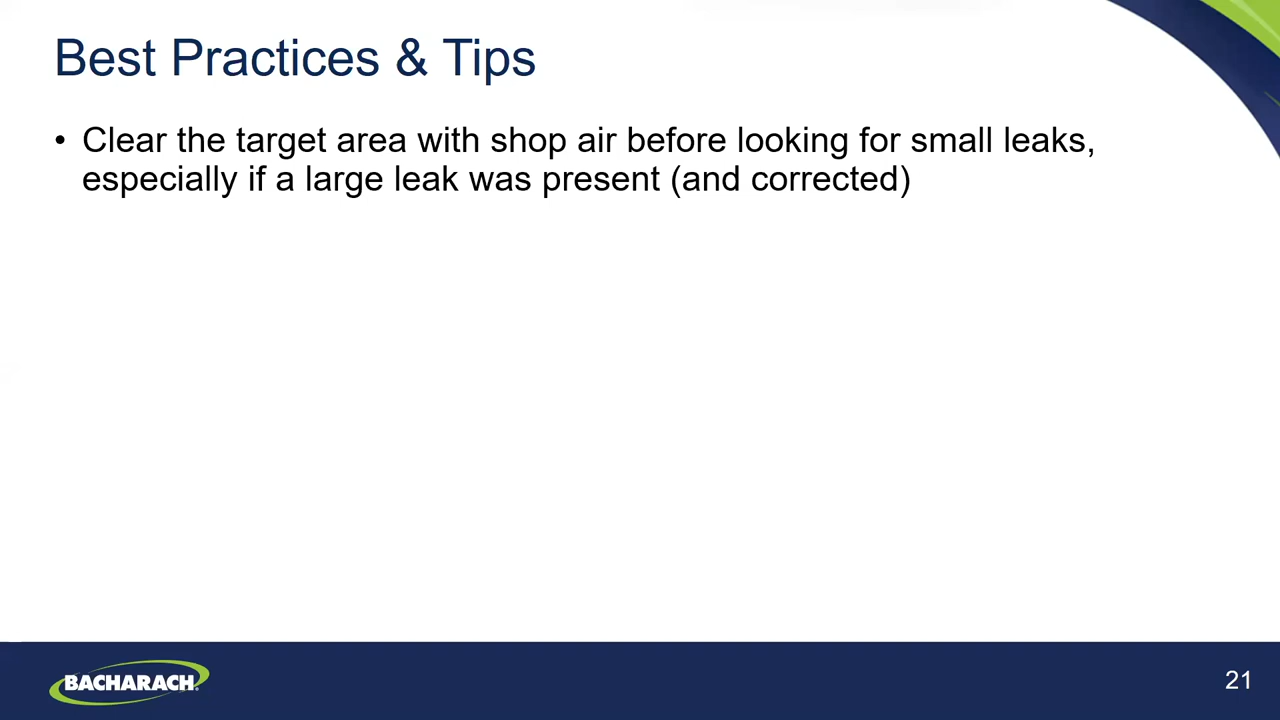 Best Practices & Tips
• Clear the target area with shop air before looking for small leaks,
especially if a large leak was present (and corrected)
BACHARACH®
21